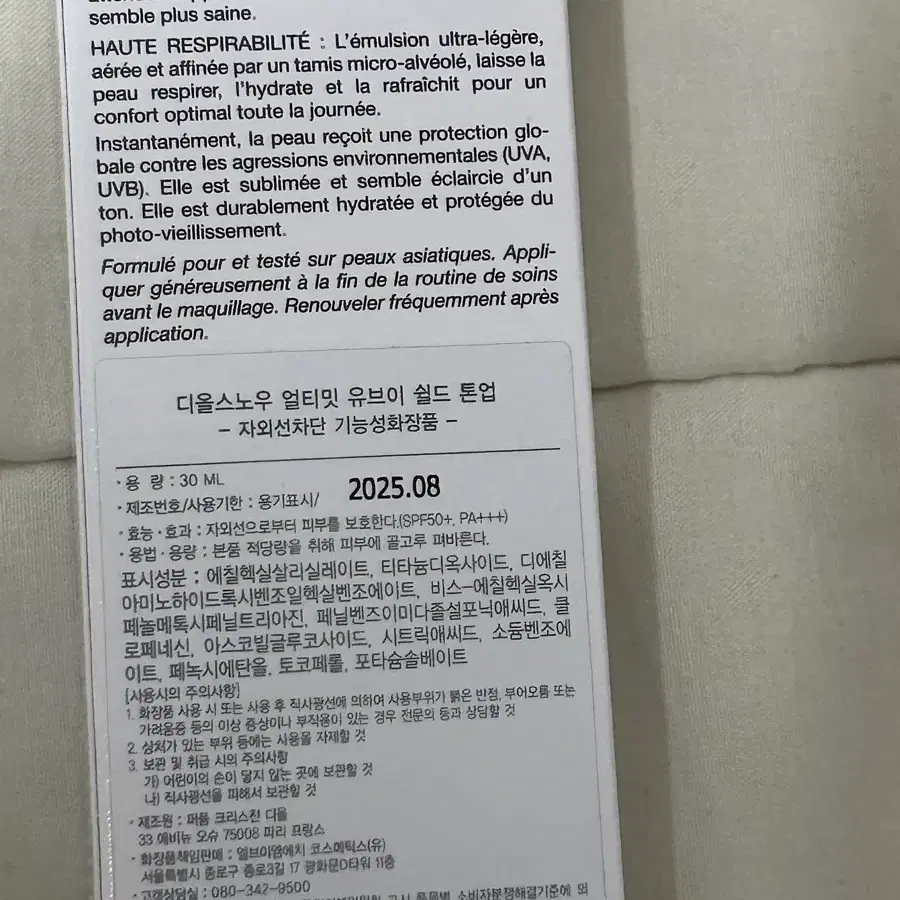 semble plus saine.
HAUTE RESPIRABILITÉ : L'émulsion ultra-légère,
aérée et affinée par un tamis micro-alvéolé, laisse la
peau respirer, l'hydrate et la rafraîchit pour un
confort optimal toute la journée.
Instantanément, la peau reçoit une protection glo-
bale contre les agressions environnementales (UVA,
UVB). Elle est sublimée et semble éclaircie d'un
ton. Elle est durablement hydratée et protégée du
photo-vieillissement.
Formulé pour et testé sur peaux asiatiques. Appli-
quer généreusement à la fin de la routine de soins
avant le maquillage. Renouveler fréquemment après
application.
디올스노우 얼티밋 유브이 쉴드 톤업
- 자외선차단 기능성화장품 -
· 용 량 : 30 ML
· 제조번호/사용기한 : 용기표시/ 2025.08
· 효능 · 효과 : 자외선으로부터 피부를 보호한다.(SPF50+, PA+++)
· 용법 · 용량 : 본품 적당량을 취해 피부에 골고루 펴바른다.
표시성분 : 에칠헥실살리실레이트, 티타늄디옥사이드, 디에칠
아미노하이드록시벤조일헥실벤조에이트, 비스-에칠헥실옥시
페놀메톡시페닐트리아진, 페닐벤즈이미다졸설포닉애씨드, 클
로페네신, 아스코빌글루코사이드, 시트릭애씨드, 소듐벤조에
이트, 페녹시에탄올, 토코페롤, 포타슘솔베이트
[사용시의 주의사항]
1. 화장품 사용 시 또는 사용 후 직사광선에 의하여 사용부위가 붉은 반점, 부어오름 또는
가려움증 등의 이상 증상이나 부작용이 있는 경우 전문의 등과 상담할 것
2. 상처가 있는 부위 등에는 사용을 자제할 것
3. 보관 및 취급 시의 주의사항
가) 어린이의 손이 닿지 않는 곳에 보관할 것
나) 직사광선을 피해서 보관할 것
· 제조원 : 퍼퓸 크리스챤 디올
33 애비뉴 오슈 75008 파리 프랑스
· 화장품책임판매 : 엘브이엠에치 코스메틱스(유)
서울특별시 종로구 종로3길 17 광화문D타워 11층
· 고객상담실 : 080-342-9500
소비자분쟁해결기준에 의